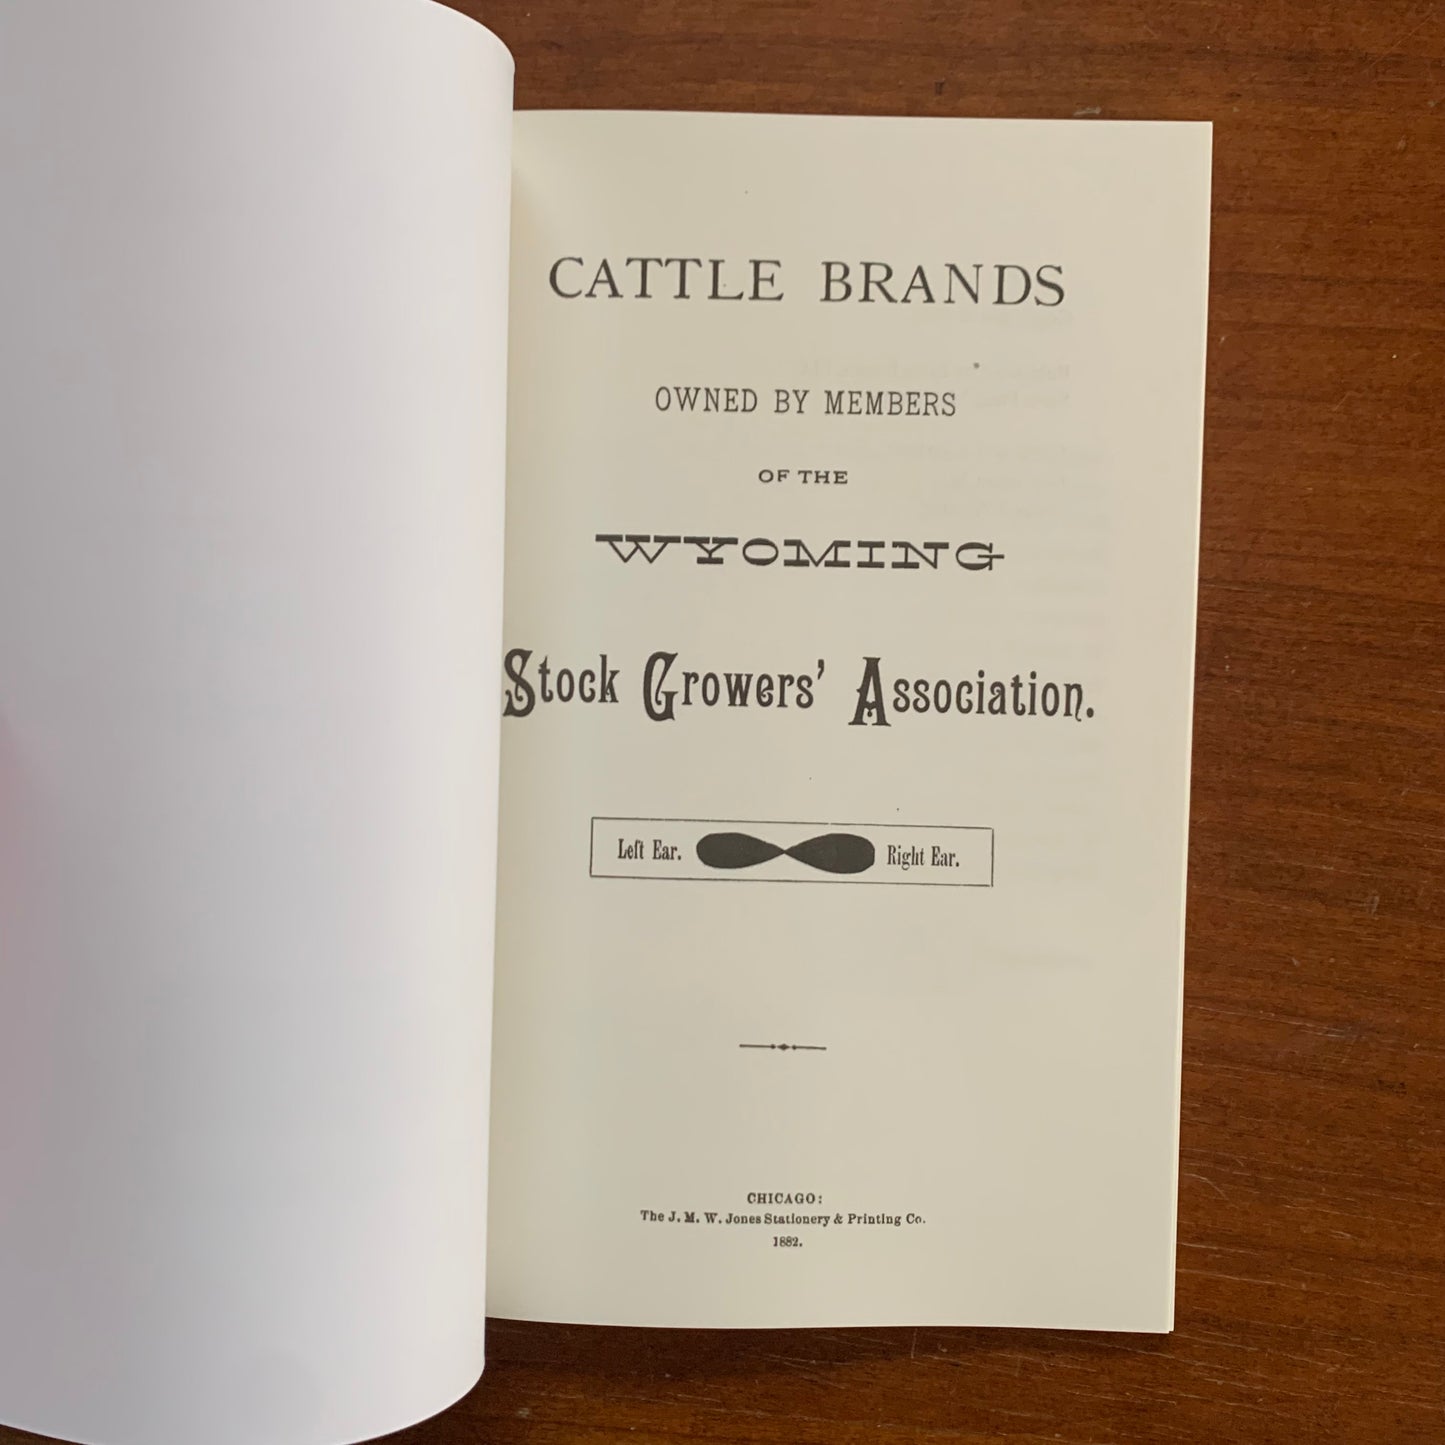 CATTLE BRANDS
OWNED BY MEMBERS
OF THE
WYOMING
Stock Growers' Association.
Left Ear. Right Ear.
CHICAGO:
The J. M. W. Jones Stationery & Printing Co.
1882.